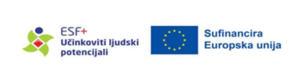 ESF+
Učinkoviti ljudski
potencijali
Sufinancira
Europska unija